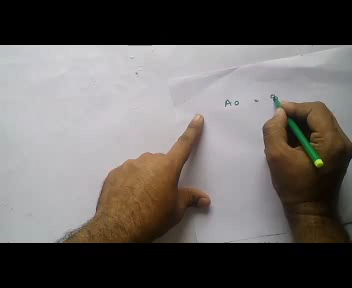 AO =